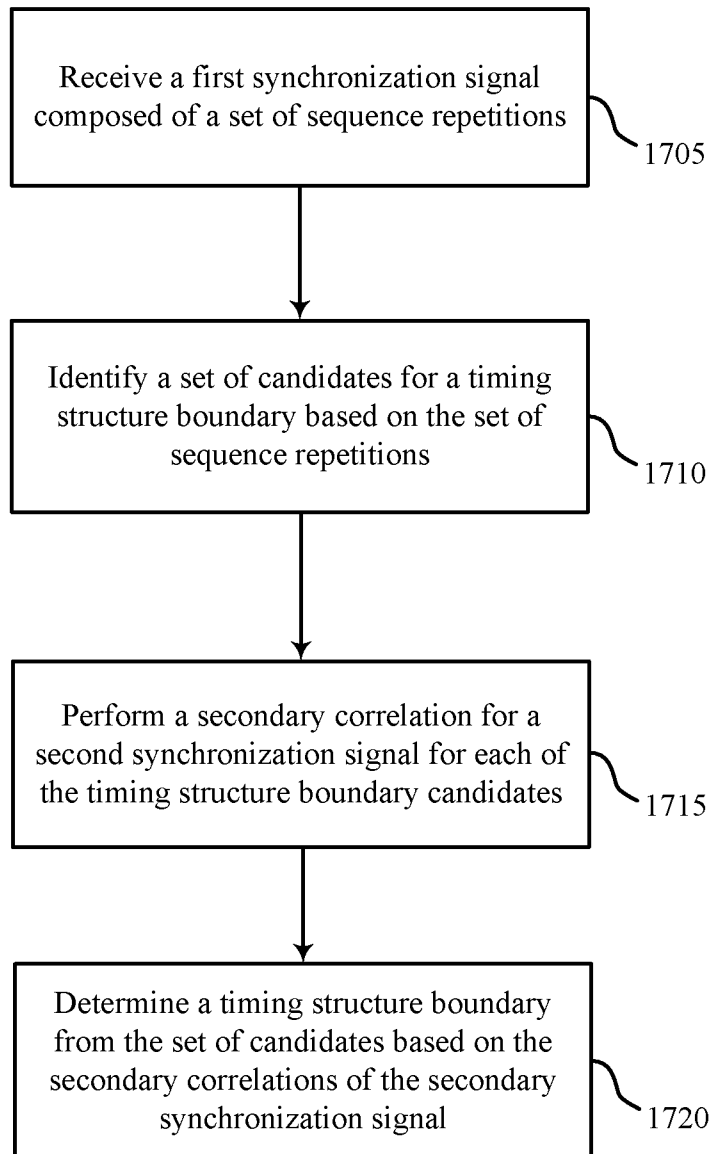 Receive a first synchronization signal
composed of a set of sequence repetitions
1705
Identify a set of candidates for a timing
structure boundary based on the set of
sequence repetitions
1710
Perform a secondary correlation for a
second synchronization signal for each of
the timing structure boundary candidates
1715
Determine a timing structure boundary
from the set of candidates based on the
secondary correlations of the secondary
synchronization signal
1720